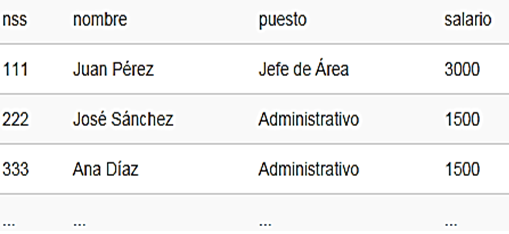 nss nombre puesto salario
111 Juan Pérez Jefe de Área 3000
222 José Sánchez Administrativo 1500
333 Ana Díaz Administrativo 1500
... ... ... ...